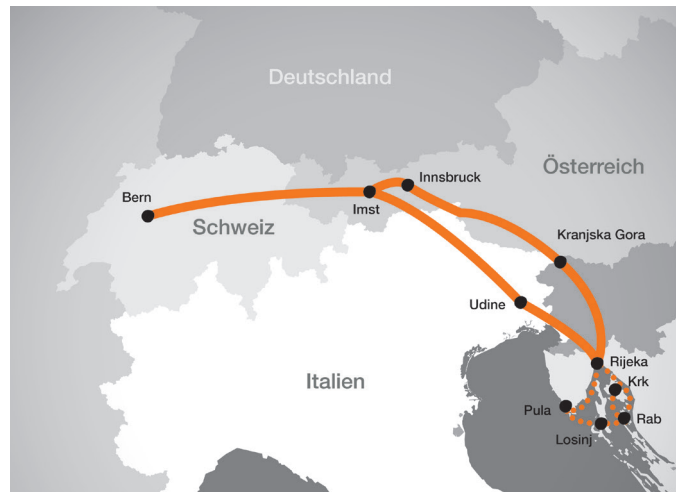 Deutschland
Österreich
Innsbruck
Bern
Imst
Schweiz
Kranjska Gora
Udine
Rijeka
Italien
Krk
Pula
Rab
Losinj